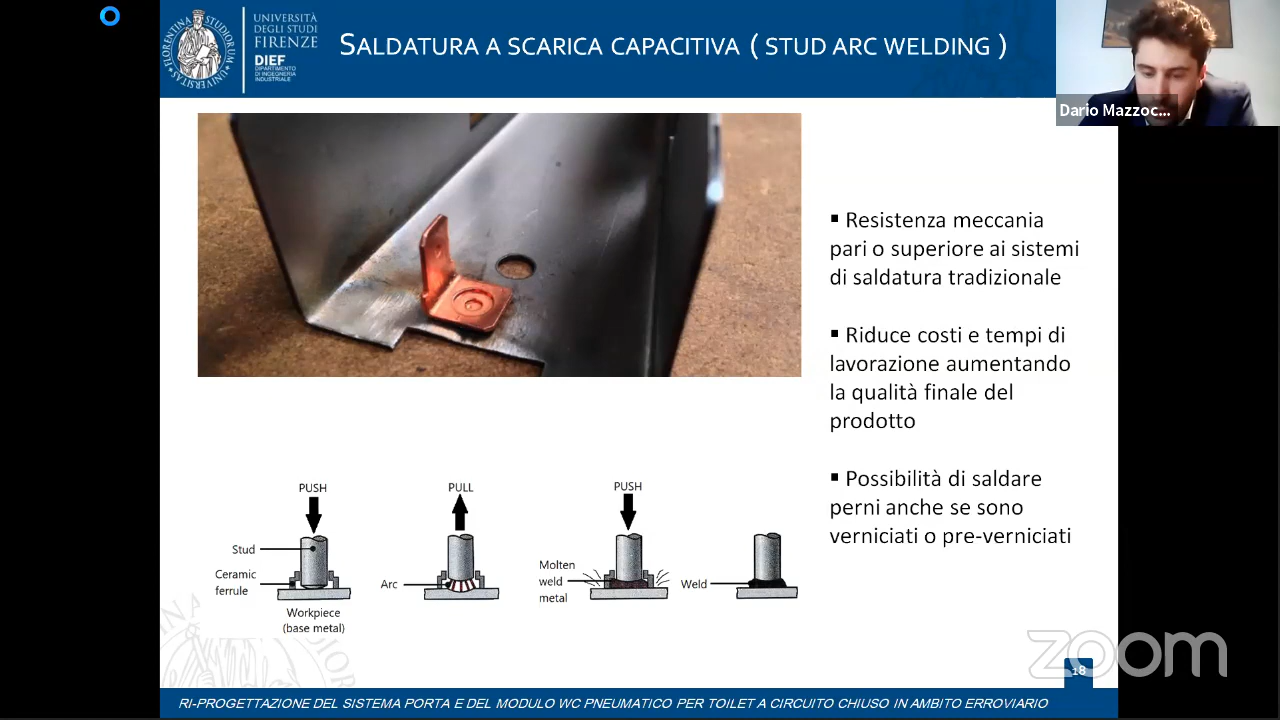 UNIVERSITÀ
DEGLI STUDI
FIRENZE
DIEF
DIPARTIMENTO
DI INGEGNERIA
INDUSTRIALE
SALDATURA A SCARICA CAPACITIVA ( STUD ARC WELDING )
Dario Mazzoc...
▪ Resistenza meccania
pari o superiore ai sistemi
di saldatura tradizionale
▪ Riduce costi e tempi di
lavorazione aumentando
la qualità finale del
prodotto
▪ Possibilità di saldare
perni anche se sono
verniciati o pre-verniciati
PUSH
Stud
Ceramic
ferrule
Workpiece
(base metal)
PULL
Arc
PUSH
Molten
weld
metal
Weld
zoom
18
RI-PROGETTAZIONE DEL SISTEMA PORTA E DEL MODULO WC PNEUMATICO PER TOILET A CIRCUITO CHIUSO IN AMBITO ERROVIARIO